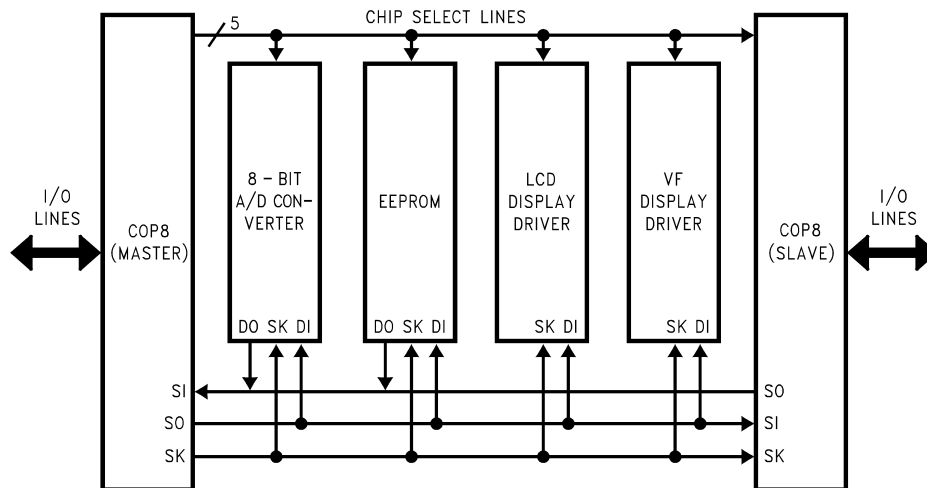 5
CHIP SELECT LINES
I/O
LINES
COP8
(MASTER)
8 - BIT
A/D CON-
VERTER
EEPROM
LCD
DISPLAY
DRIVER
VF
DISPLAY
DRIVER
COP8
(SLAVE)
I/O
LINES
DO SK DI
DO SK DI
SK DI
SK DI
SI
SO
SO
SI
SK
SK